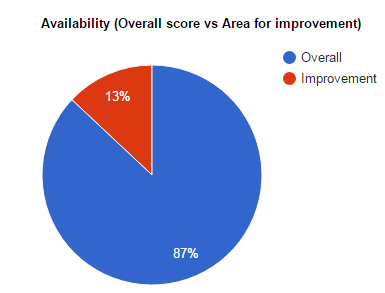 Availability (Overall score vs Area for improvement)
Overall
Improvement
13%
87%